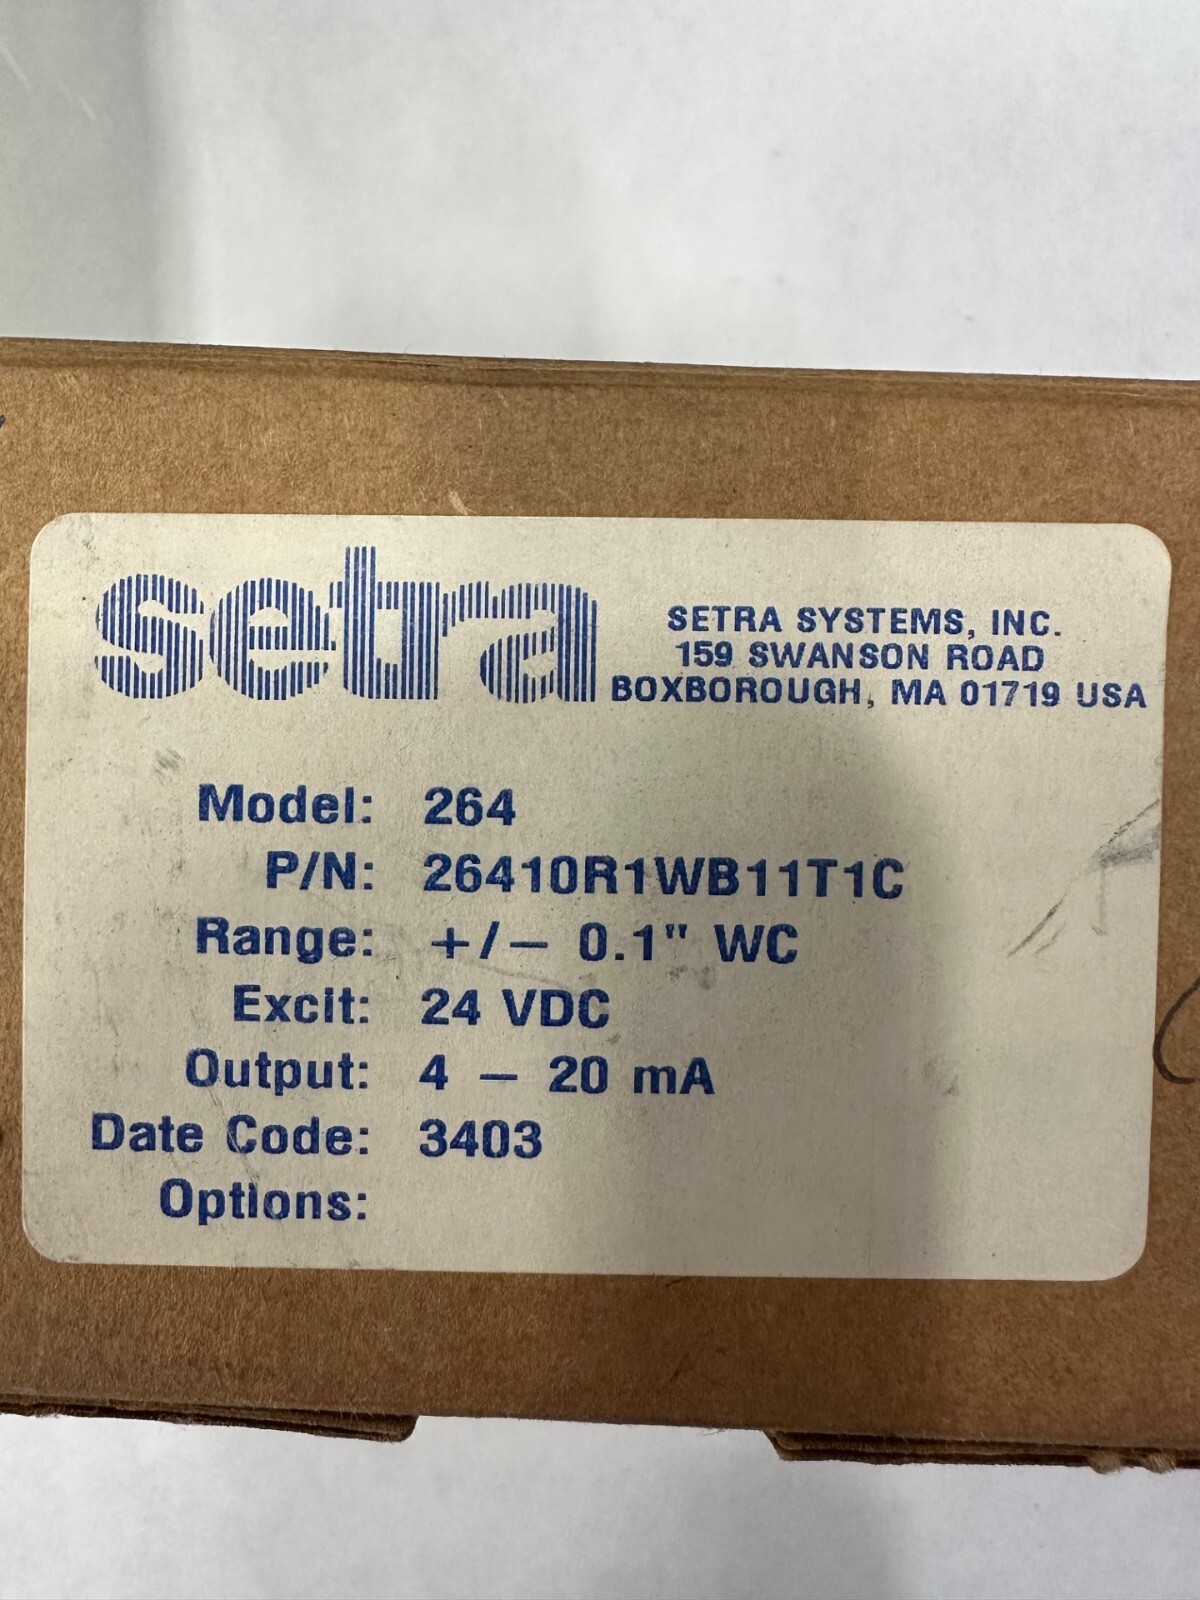 setra
SETRA SYSTEMS, INC.
159 SWANSON ROAD
BOXBOROUGH, MA 01719 USA
Model: 264
P/N: 26410R1WB11T1C
Range: +/- 0.1" WC
Excit: 24 VDC
Output: 4 - 20 mA
Date Code: 3403
Options: